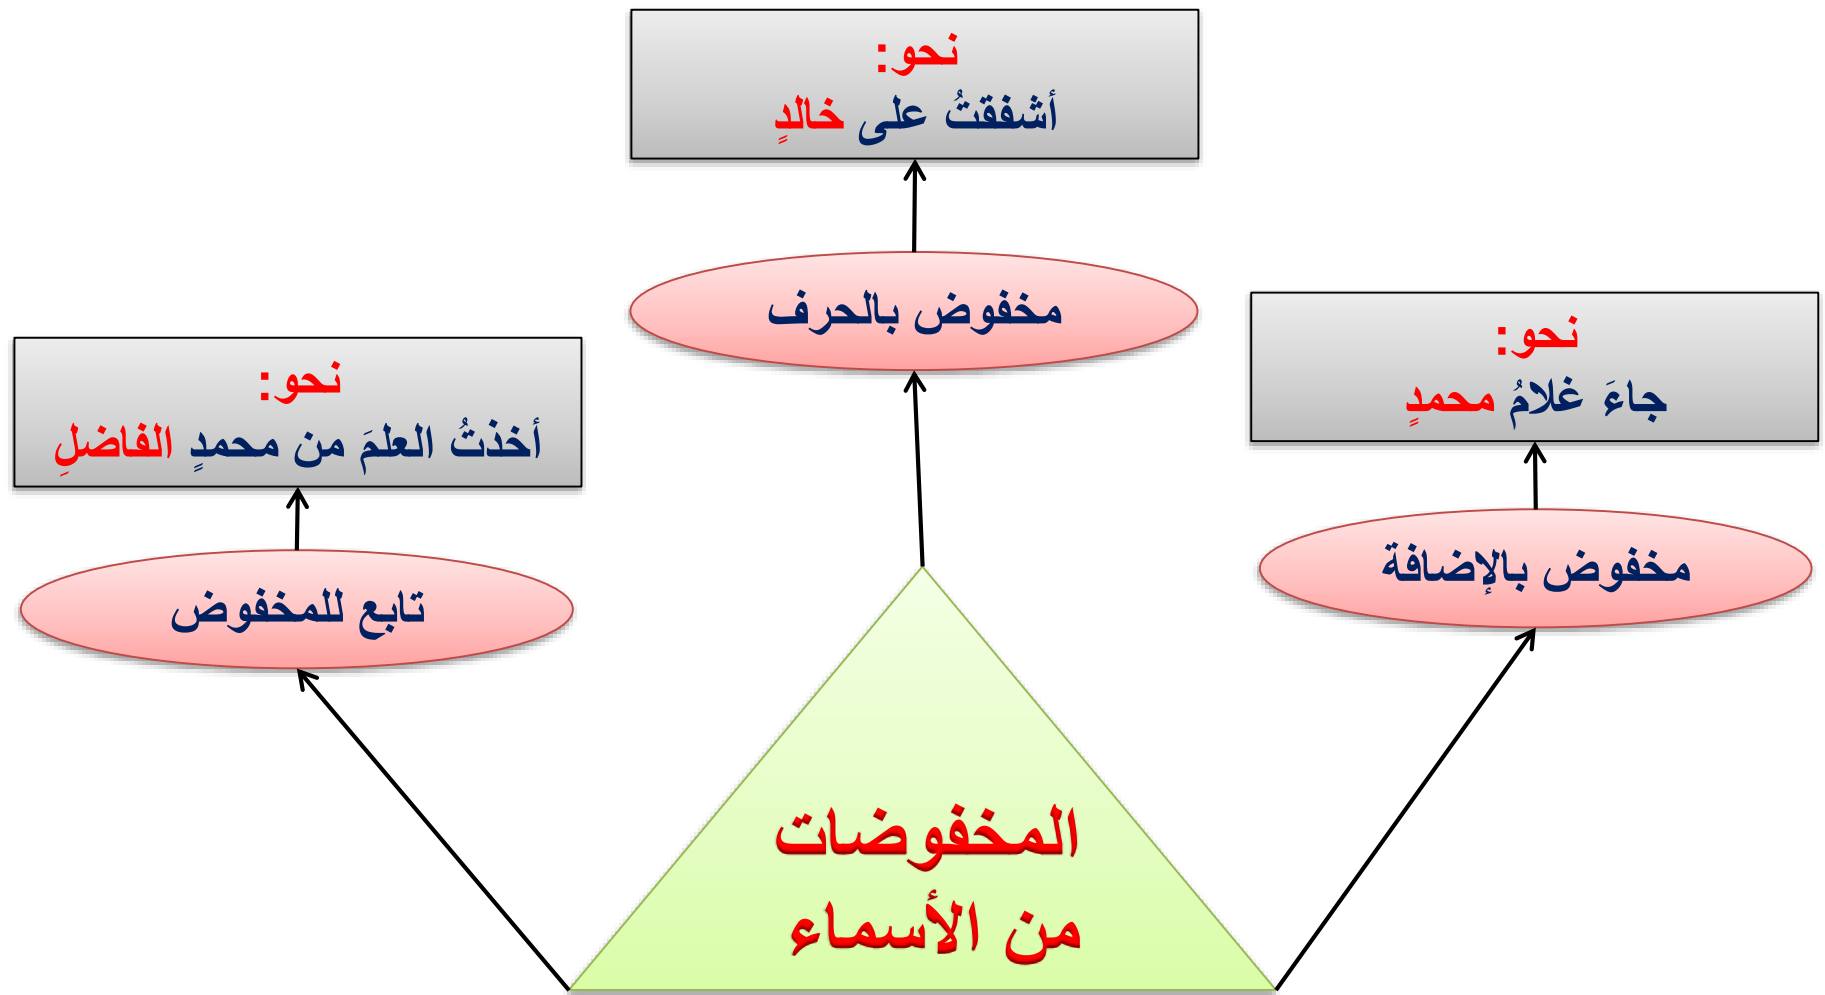 نحو:
أشفقتُ على خالدٍ
مخفوض بالحرف
نحو:
جاءَ غلامُ محمدٍ
مخفوض بالإضافة
نحو:
أخذتُ العلمَ من محمدٍ الفاضلِ
تابع للمخفوض
المخفوضات
من الأسماء